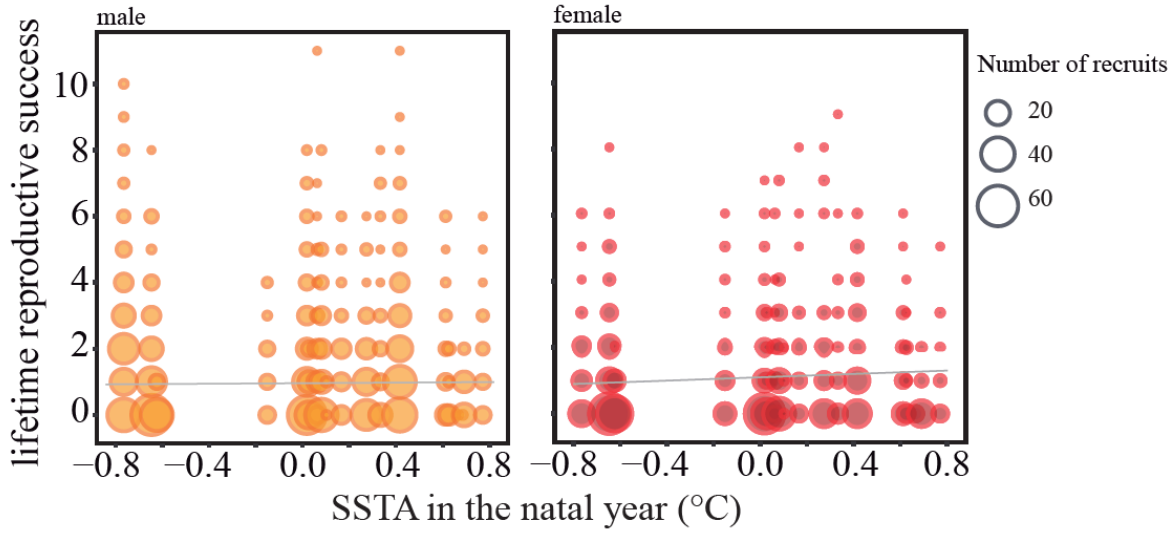 male
female
lifetime reproductive success
10
8
6
4
2
0
−0.8 −0.4 0.0 0.4 0.8
−0.8 −0.4 0.0 0.4 0.8
SSTA in the natal year (°C)
Number of recruits
20
40
60